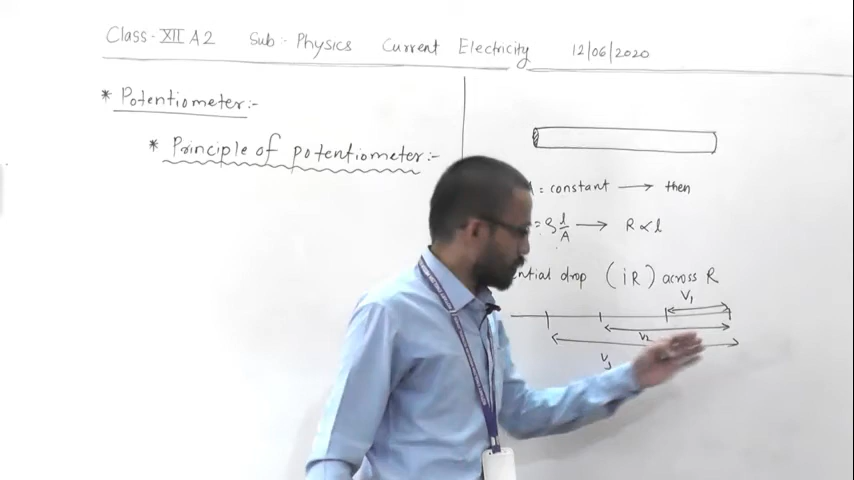 Class - XII A2 Sub :- Physics Current Electricity 12/06/2020
* Potentiometer:-
* Principle of potentiometer:-
= constant → then
= ρ l/A → R ∝ l
drop (iR) across R
V1
V2
V3